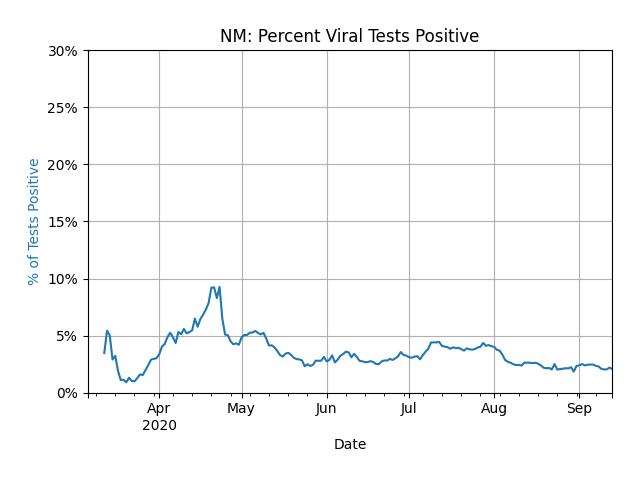 NM: Percent Viral Tests Positive
30%
25%
20%
15%
10%
5%
0%
% of Tests Positive
Apr
2020
May
Jun
Jul
Aug
Sep
Date